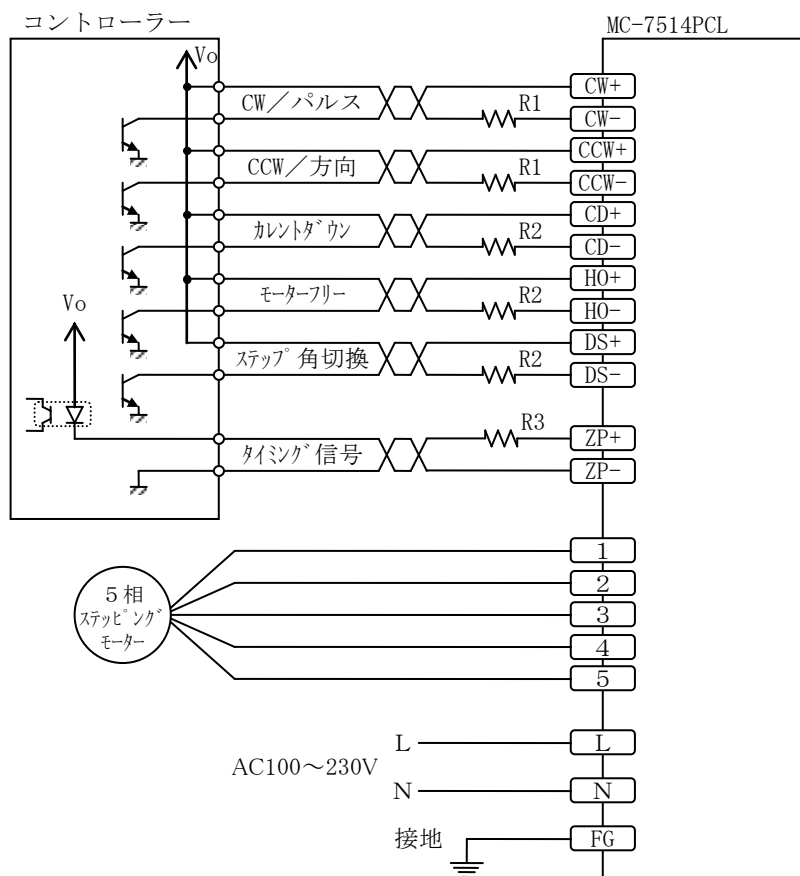 コントローラー
MC-7514PCL
Vo
CW/パルス
R1
CW+
CW-
CCW/方向
R1
CCW+
CCW-
カレントダウン
R2
CD+
CD-
モーターフリー
R2
HO+
HO-
ステップ角切換
R2
DS+
DS-
Vo
タイミング信号
R3
ZP+
ZP-
5相
ステッピング
モーター
1
2
3
4
5
AC100~230V
L
L
N
N
接地
FG